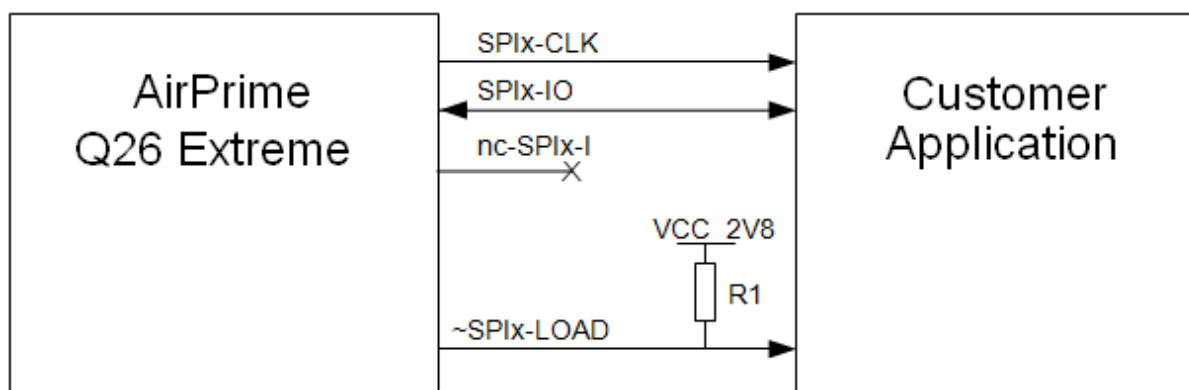 AirPrime
Q26 Extreme
SPIx-CLK
SPIx-IO
nc-SPIx-I
VCC_2V8
R1
~SPIx-LOAD
Customer
Application